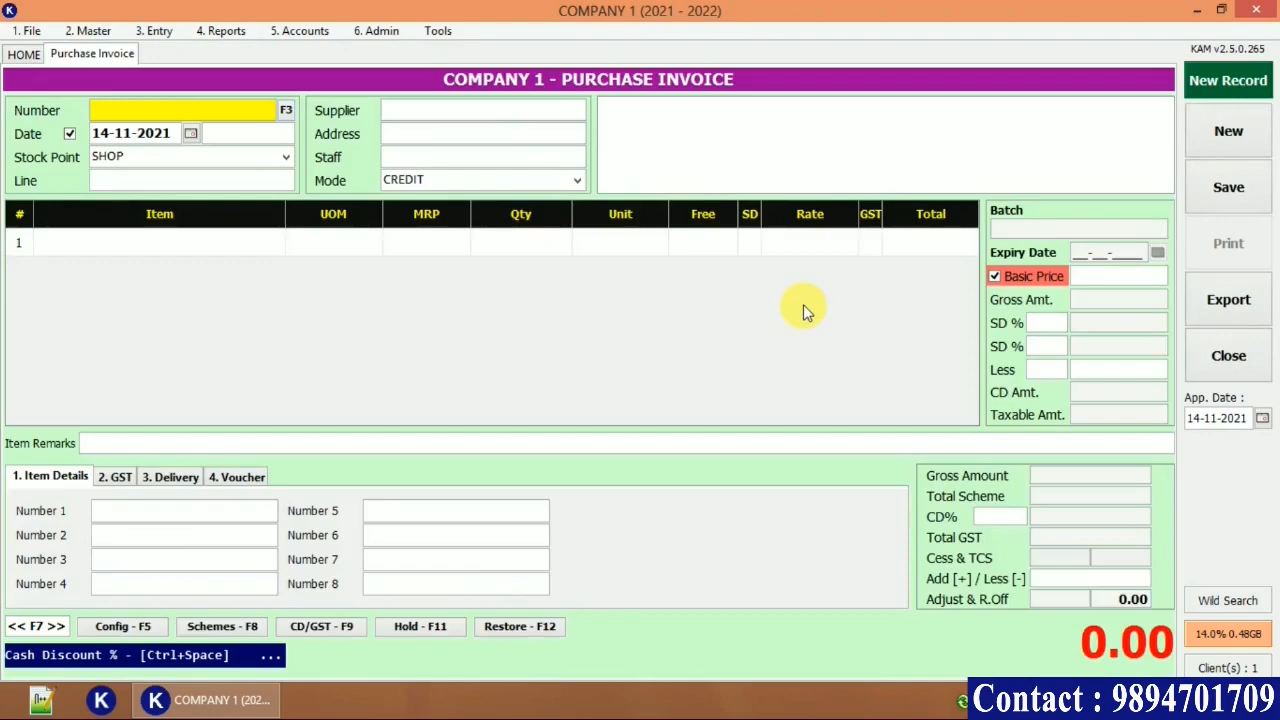 K
COMPANY 1 (2021 - 2022)
1. File 2. Master 3. Entry 4. Reports 5. Accounts 6. Admin Tools
HOME Purchase Invoice
KAM v2.5.0.265
COMPANY 1 - PURCHASE INVOICE
New Record
Number F3
Date 14-11-2021
Stock Point SHOP
Line
Supplier
Address
Staff
Mode CREDIT
New
Save
Print
Export
Close
App. Date :
14-11-2021
# Item UOM MRP Qty Unit Free SD Rate GST Total
1
Batch
Expiry Date __-__-____
Basic Price
Gross Amt.
SD %
SD %
Less
CD Amt.
Taxable Amt.
Item Remarks
1. Item Details 2. GST 3. Delivery 4. Voucher
Number 1 Number 5
Number 2 Number 6
Number 3 Number 7
Number 4 Number 8
Gross Amount
Total Scheme
CD%
Total GST
Cess & TCS
Add [+] / Less [-]
Adjust & R.Off 0.00
Wild Search
14.0% 0.48GB
Client(s) : 1
<< F7 >> Config - F5 Schemes - F8 CD/GST - F9 Hold - F11 Restore - F12
Cash Discount % - [Ctrl+Space] ...
0.00
K K COMPANY 1 (202...
Contact : 9894701709